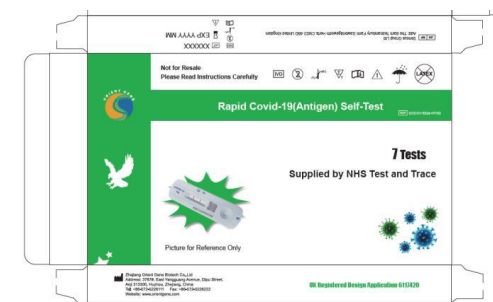 EXP YYYY MM
XXXXXX
Not for Resale
Please Read Instructions Carefully
IVD
LATEX
ORIENT GENE
Rapid Covid-19(Antigen) Self-Test
REF
7 Tests
Supplied by NHS Test and Trace
Picture for Reference Only
Zhejiang Orient Gene Biotech Co.,Ltd
Address: 3787#, East Yangguang Avenue, Dipu Street,
Anji 313300, Huzhou, Zhejiang, China
Tel: +86-572-5226111 Fax: +86-572-5226222
Website: www.orientgene.com
UK Registered Design Application 6117420